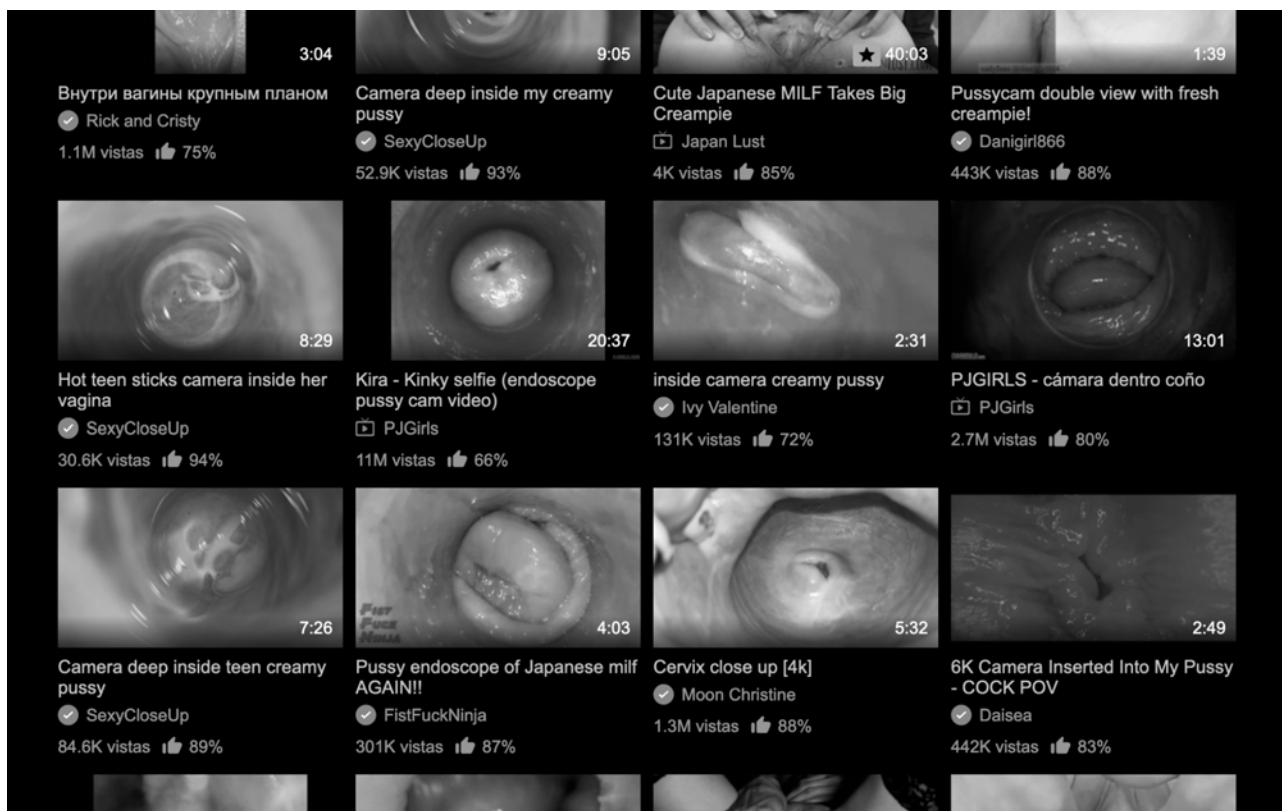 3:04
9:05
40:03
1:39
Внутри вагины крупным планом
Rick and Cristy
1.1M vistas 75%
Camera deep inside my creamy
pussy
SexyCloseUp
52.9K vistas 93%
Cute Japanese MILF Takes Big
Creampie
Japan Lust
4K vistas 85%
Pussycam double view with fresh
creampie!
Danigirl866
443K vistas 88%
8:29
20:37
2:31
13:01
Hot teen sticks camera inside her
vagina
SexyCloseUp
30.6K vistas 94%
Kira - Kinky selfie (endoscope
pussy cam video)
PJGirls
11M vistas 66%
inside camera creamy pussy
Ivy Valentine
131K vistas 72%
PJGIRLS - cámara dentro coño
PJGirls
2.7M vistas 80%
7:26
FIST
FUCK
NINJA
4:03
5:32
2:49
Camera deep inside teen creamy
pussy
SexyCloseUp
84.6K vistas 89%
Pussy endoscope of Japanese milf
AGAIN!!
FistFuckNinja
301K vistas 87%
Cervix close up [4k]
Moon Christine
1.3M vistas 88%
6K Camera Inserted Into My Pussy
- COCK POV
Daisea
442K vistas 83%